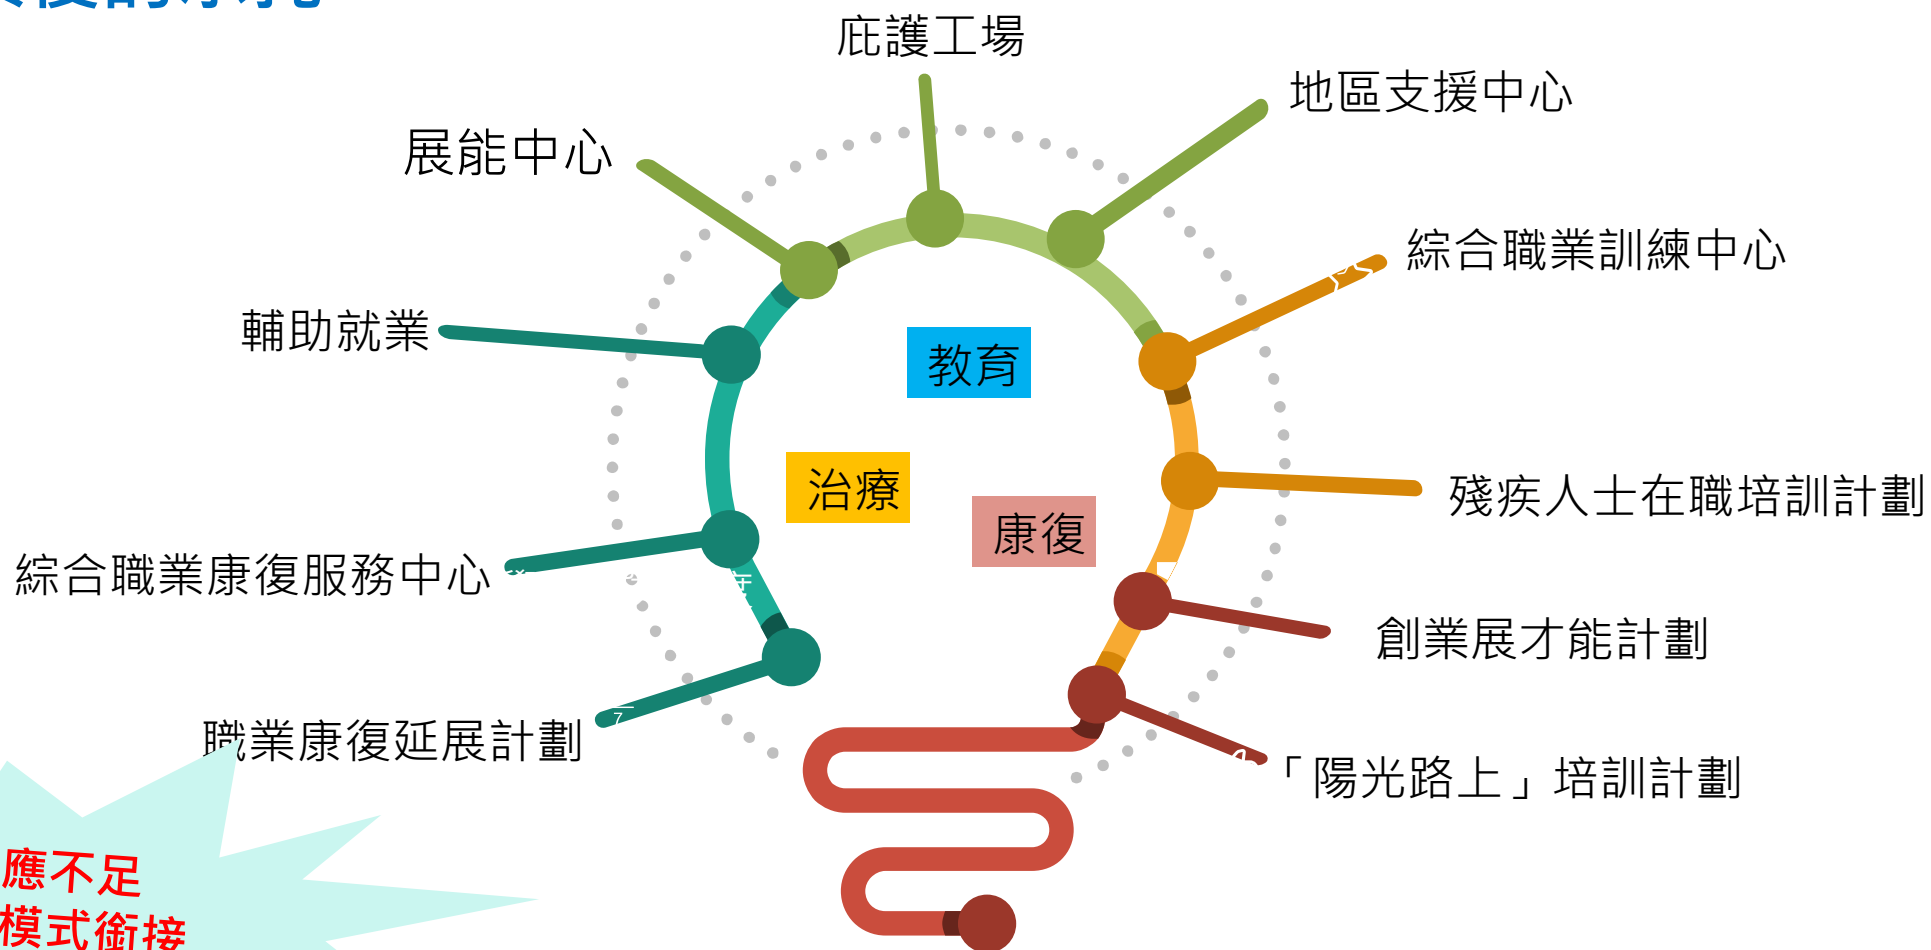 庇護工場
地區支援中心
展能中心
綜合職業訓練中心
輔助就業
教育
治療
殘疾人士在職培訓計劃
康復
綜合職業康復服務中心
創業展才能計劃
職業康復延展計劃
「陽光路上」培訓計劃
應不足
模式銜接